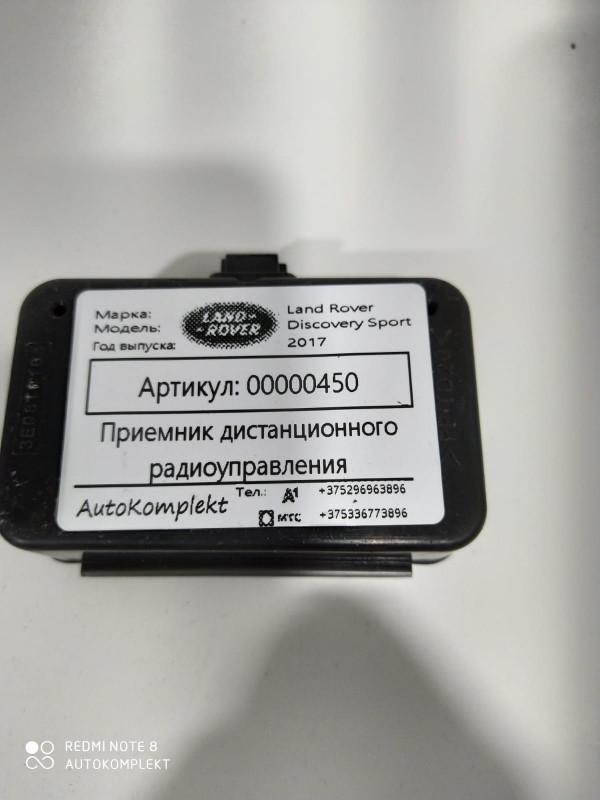 Марка:
Модель:
Год выпуска:
LAND-
-ROVER
Land Rover
Discovery Sport
2017
Артикул: 00000450
Приемник дистанционного
радиоуправления
AutoKomplekt
Тел.: A1 +375296963896
МТС +375336773896
REDMI NOTE 8
AUTOKOMPLEKT